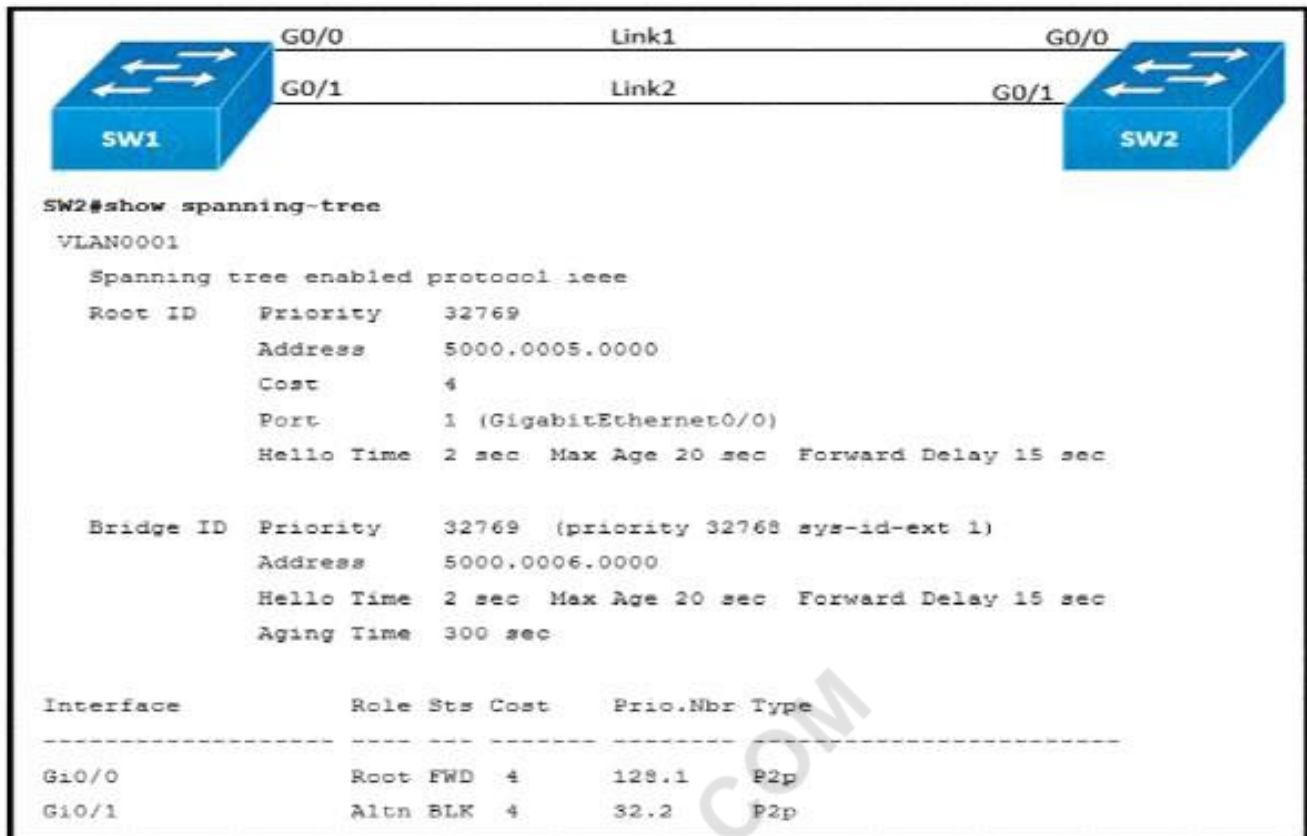 G0/0 Link1 G0/0
G0/1 Link2 G0/1
SW1 SW2
SW2#show spanning-tree
VLAN0001
Spanning tree enabled protocol ieee
Root ID Priority 32769
Address 5000.0005.0000
Cost 4
Port 1 (GigabitEthernet0/0)
Hello Time 2 sec Max Age 20 sec Forward Delay 15 sec
Bridge ID Priority 32769 (priority 32768 sys-id-ext 1)
Address 5000.0006.0000
Hello Time 2 sec Max Age 20 sec Forward Delay 15 sec
Aging Time 300 sec
Interface Role Sts Cost Prio.Nbr Type
-------------------- ---- --- ------- -------- --------------------------
Gi0/0 Root FWD 4 128.1 P2p
Gi0/1 Altn BLK 4 32.2 P2p
COM